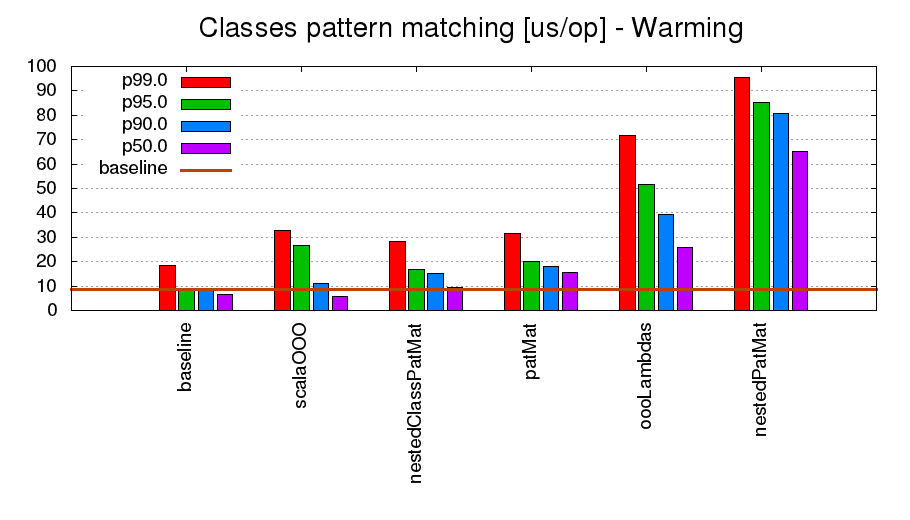 Classes pattern matching [us/op] - Warming
100
90
80
70
60
50
40
30
20
10
0
p99.0
p95.0
p90.0
p50.0
baseline
baseline
scalaOOO
nestedClassPatMat
patMat
oooLambdas
nestedPatMat